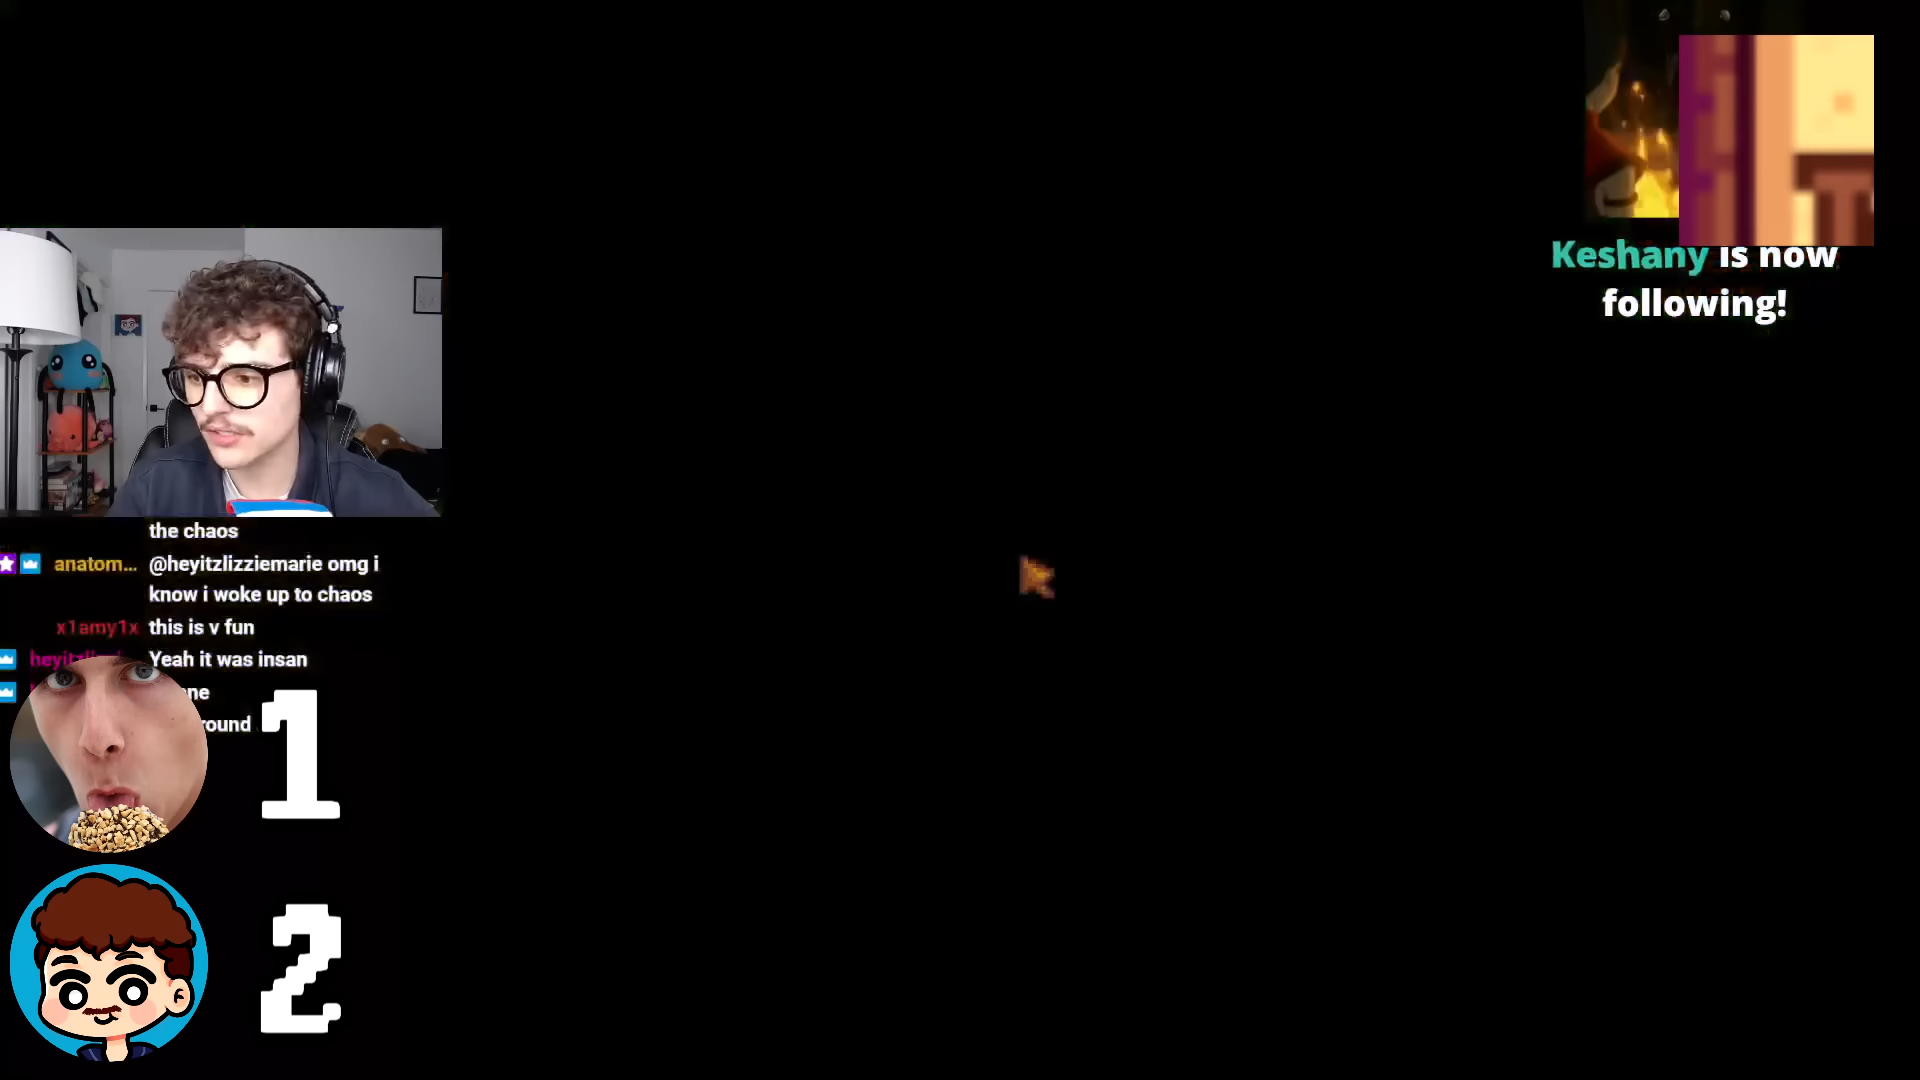 Keshany is now
following!
the chaos
anatom... @heyitzlizziemarie omg i
know i woke up to chaos
x1amy1x this is v fun
Yeah it was insan
round
1
2